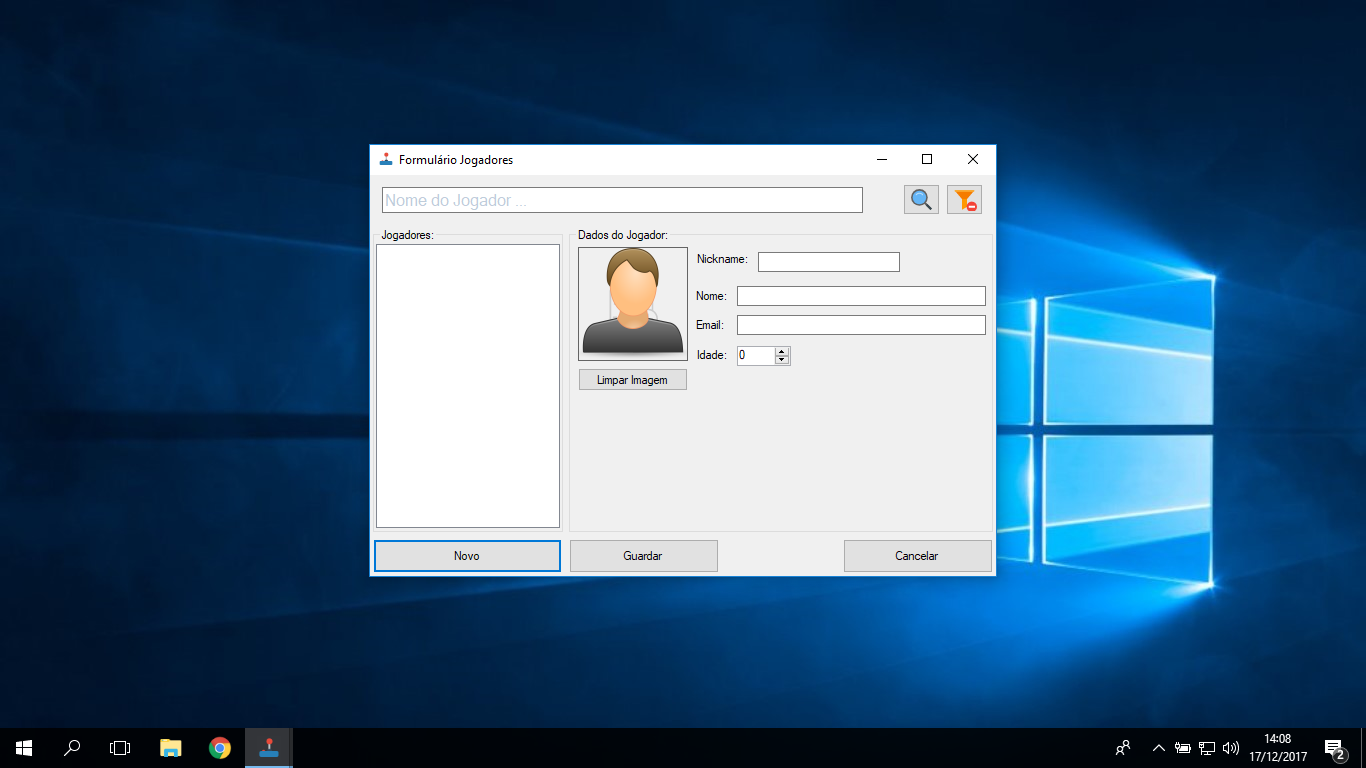 Formulário Jogadores
Nome do Jogador ...
Jogadores:
Dados do Jogador:
Nickname:
Nome:
Email:
Idade: 0
Limpar Imagem
Novo Guardar Cancelar
14:08
17/12/2017
2